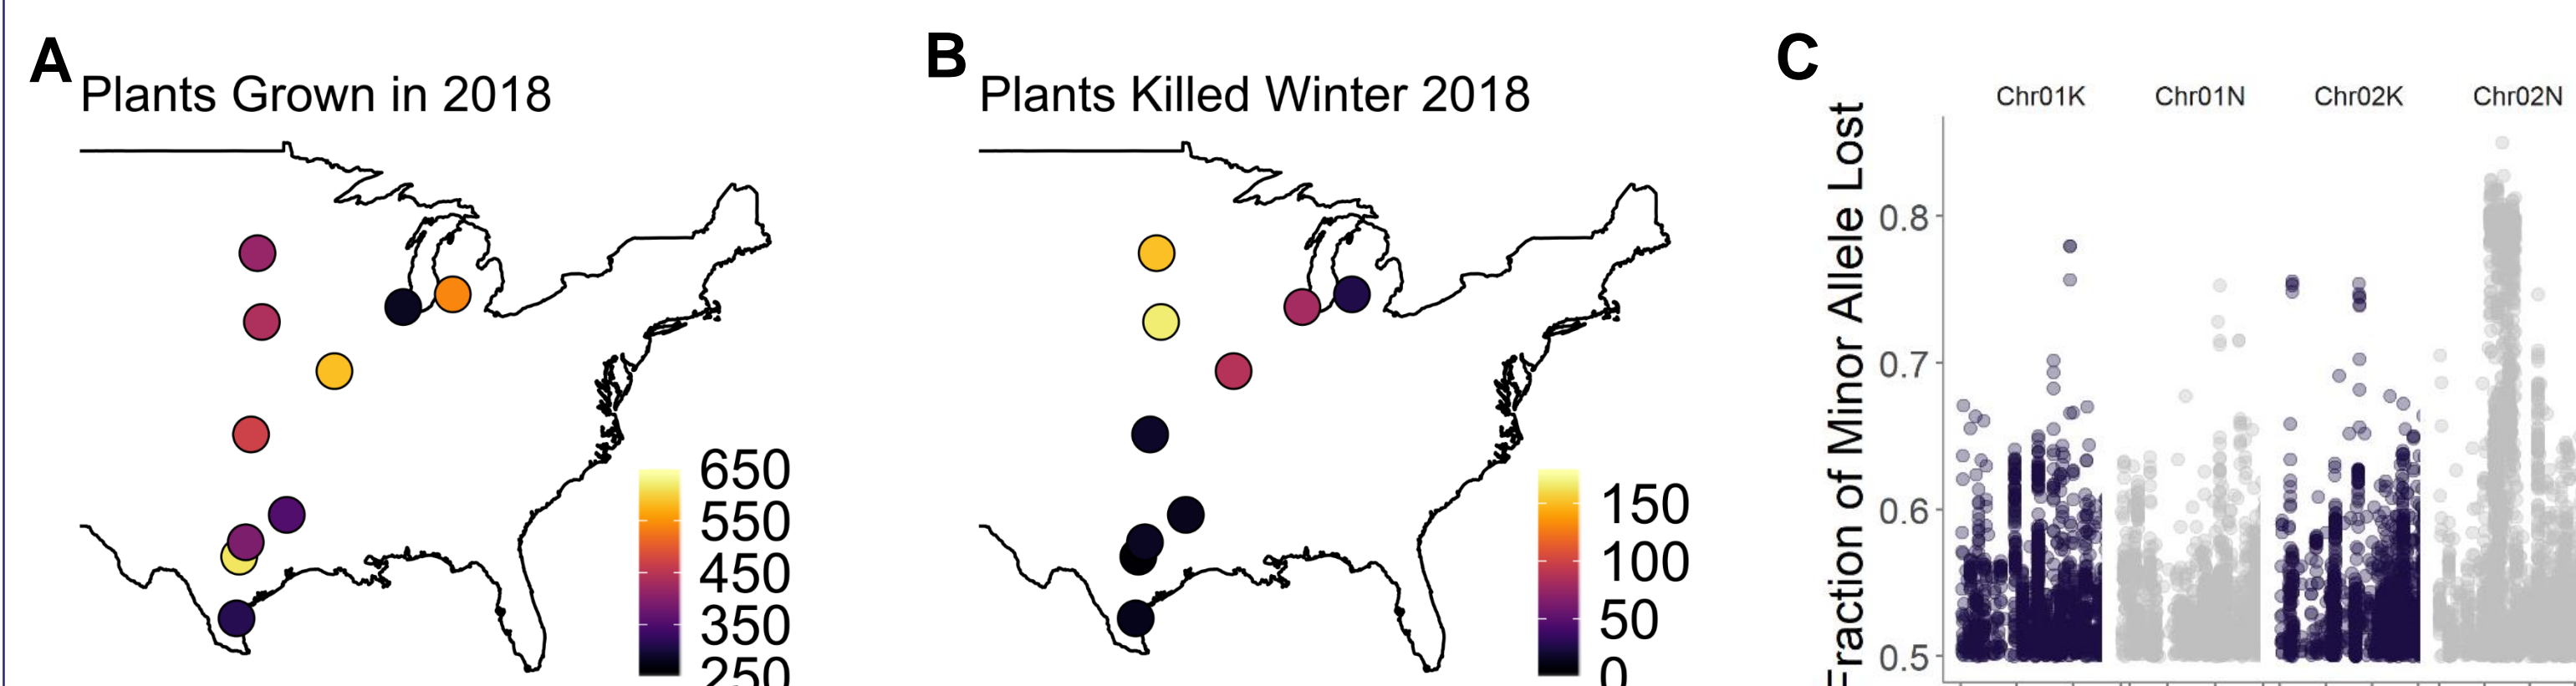 A
Plants Grown in 2018
650
550
450
350
250
B
Plants Killed Winter 2018
150
100
50
0
C
Chr01K
Chr01N
Chr02K
Chr02N
Fraction of Minor Allele Lost
0.8
0.7
0.6
0.5